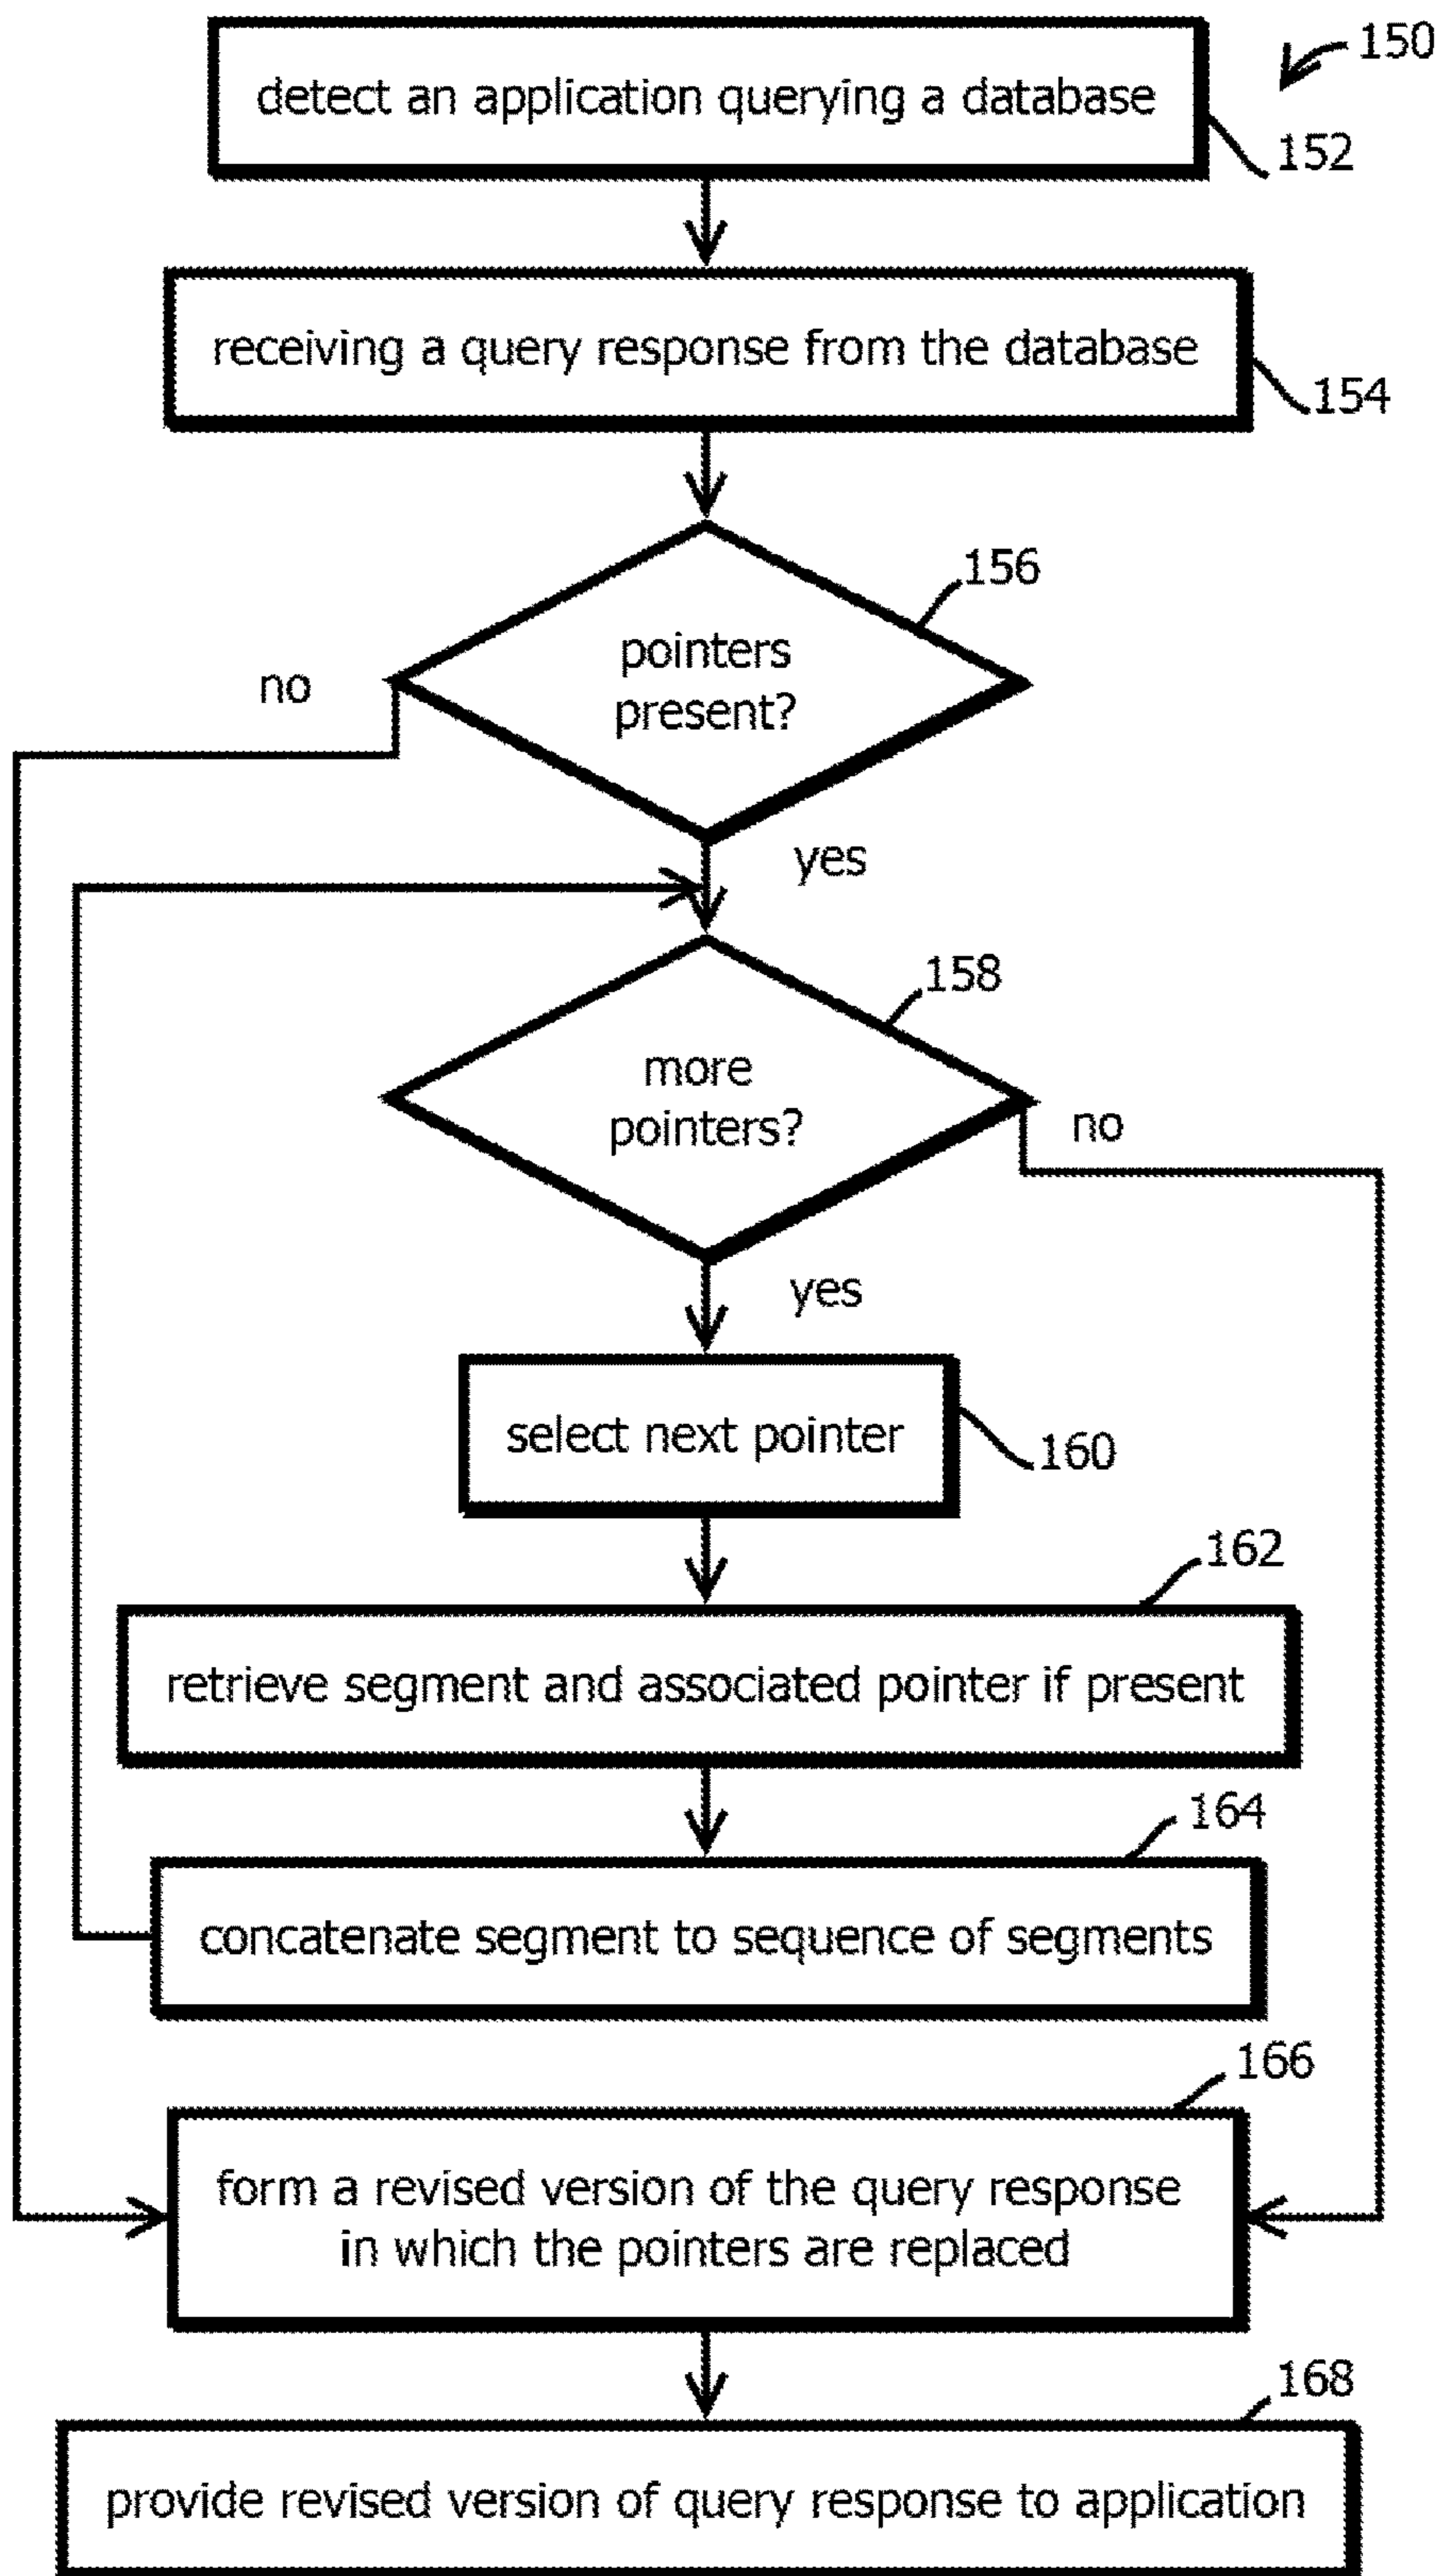 150
detect an application querying a database
152
receiving a query response from the database
154
156
pointers
present?
no
yes
158
more
pointers?
no
yes
select next pointer
160
162
retrieve segment and associated pointer if present
164
concatenate segment to sequence of segments
166
form a revised version of the query response
in which the pointers are replaced
168
provide revised version of query response to application